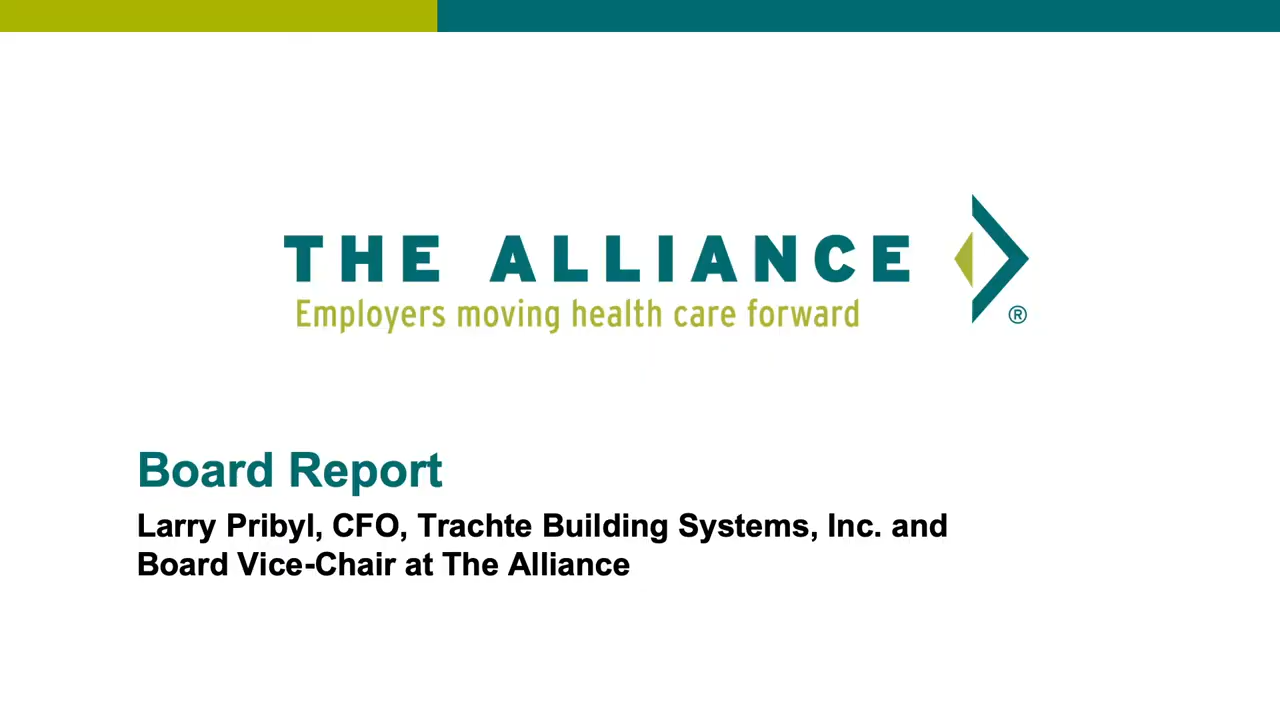 THE ALLIANCE
Employers moving health care forward
®
Board Report
Larry Pribyl, CFO, Trachte Building Systems, Inc. and
Board Vice-Chair at The Alliance